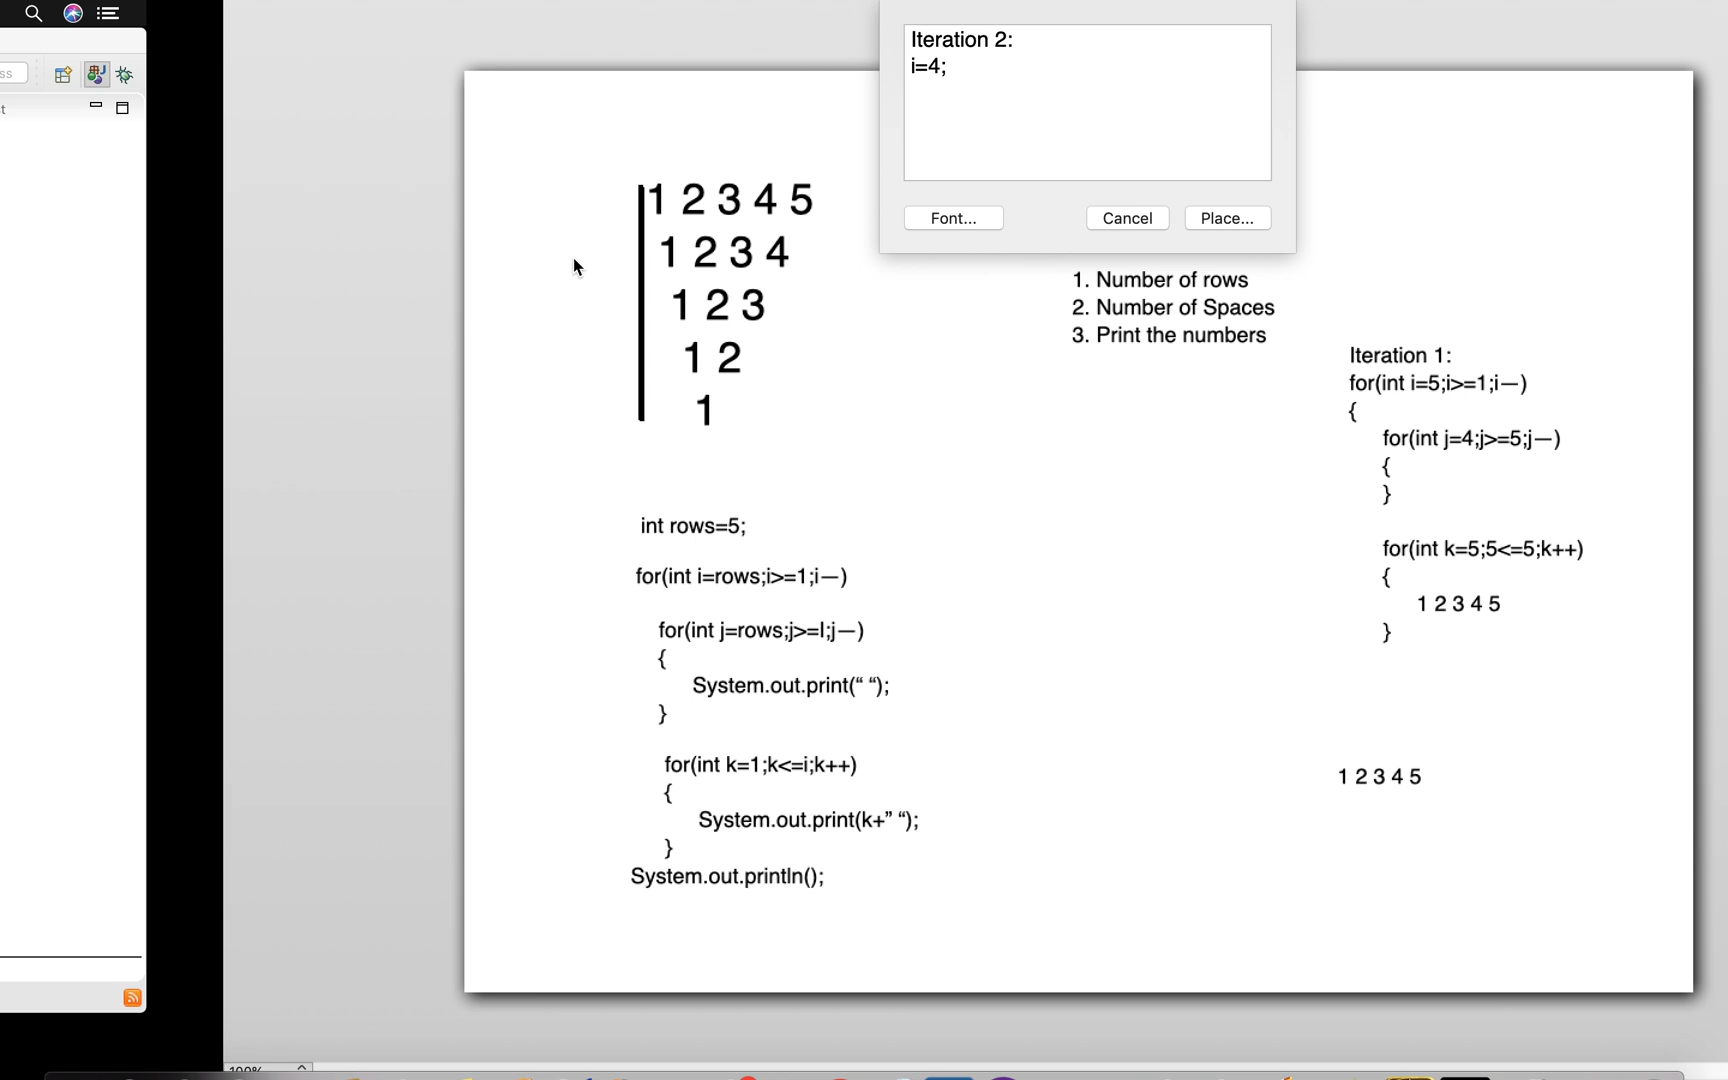 ss
t
Iteration 2:
i=4;
Font...
Cancel
Place...
1 2 3 4 5
1 2 3 4
1 2 3
1 2
1
1. Number of rows
2. Number of Spaces
3. Print the numbers
int rows=5;
for(int i=rows;i>=1;i—)
for(int j=rows;j>=I;j—)
{
System.out.print(“ “);
}
for(int k=1;k<=i;k++)
{
System.out.print(k+” “);
}
System.out.println();
Iteration 1:
for(int i=5;i>=1;i—)
{
for(int j=4;j>=5;j—)
{
}
for(int k=5;5<=5;k++)
{
1 2 3 4 5
}
1 2 3 4 5
100%